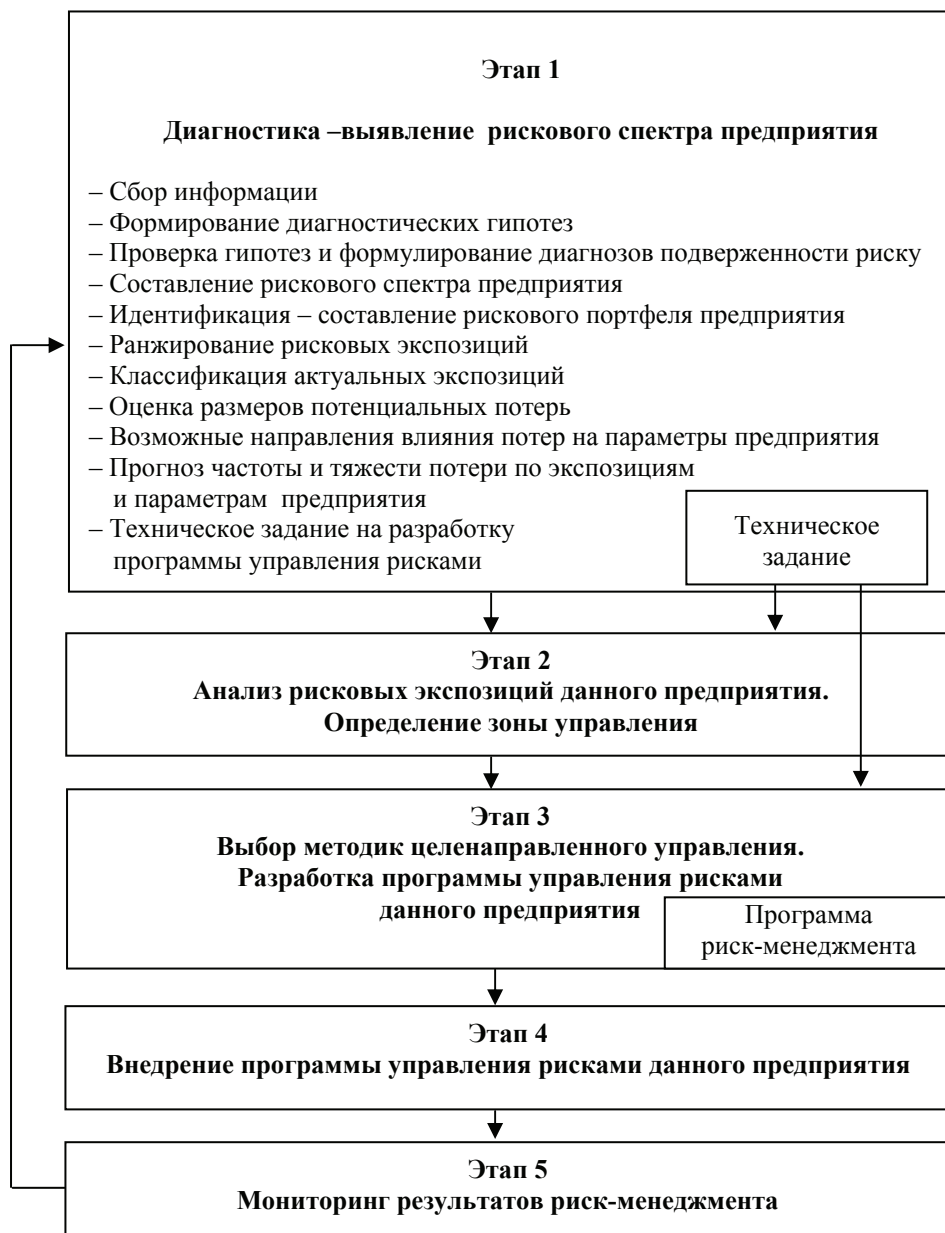 Этап 1
Диагностика –выявление рискового спектра предприятия
– Сбор информации
– Формирование диагностических гипотез
– Проверка гипотез и формулирование диагнозов подверженности риску
– Составление рискового спектра предприятия
– Идентификация – составление рискового портфеля предприятия
– Ранжирование рисковых экспозиций
– Классификация актуальных экспозиций
– Оценка размеров потенциальных потерь
– Возможные направления влияния потер на параметры предприятия
– Прогноз частоты и тяжести потери по экспозициям
и параметрам предприятия
– Техническое задание на разработку
программы управления рисками
Техническое
задание
Этап 2
Анализ рисковых экспозиций данного предприятия.
Определение зоны управления
Этап 3
Выбор методик целенаправленного управления.
Разработка программы управления рисками
данного предприятия
Программа
риск-менеджмента
Этап 4
Внедрение программы управления рисками данного предприятия
Этап 5
Мониторинг результатов риск-менеджмента